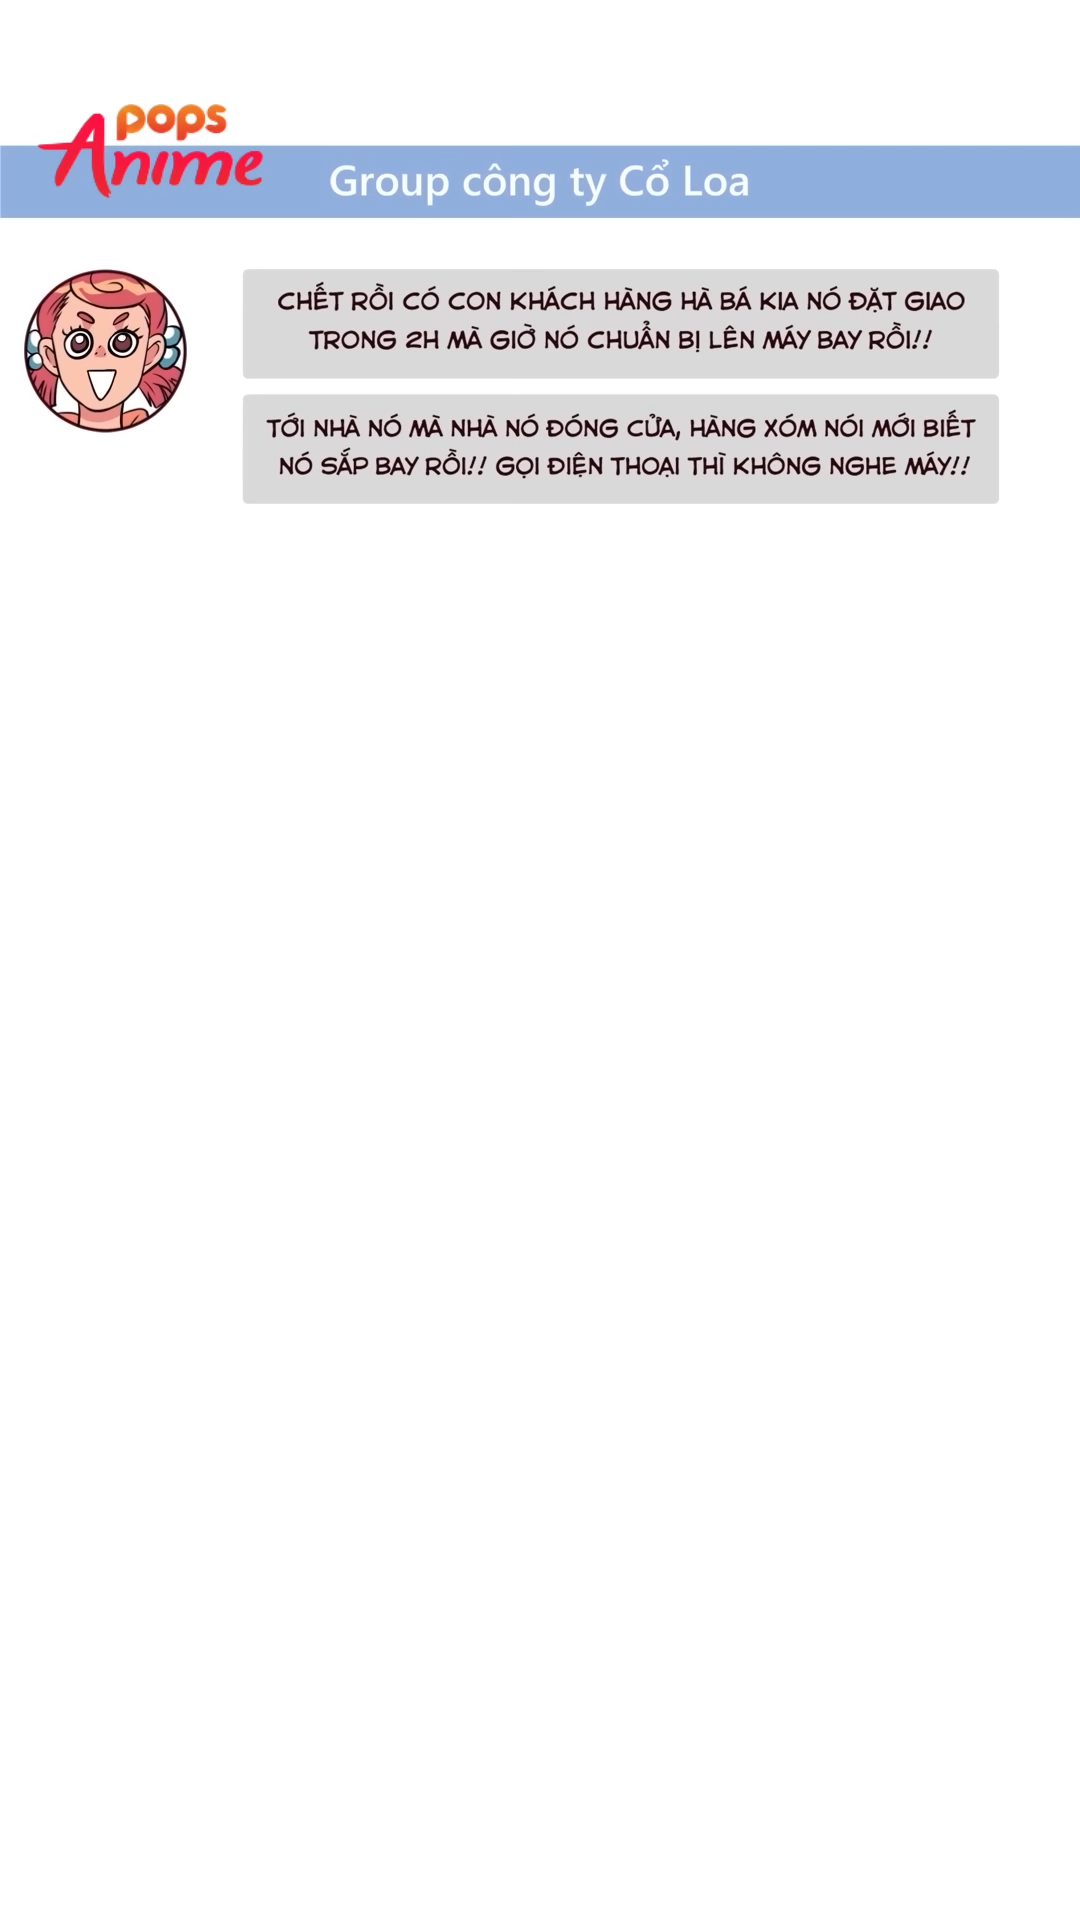 pops
Anime
Group công ty Cổ Loa
CHẾT RỒI CÓ CON KHÁCH HÀNG HÀ BÁ KIA NÓ ĐẶT GIAO
TRONG 2H MÀ GIỜ NÓ CHUẨN BỊ LÊN MÁY BAY RỒI!!
TỚI NHÀ NÓ MÀ NHÀ NÓ ĐÓNG CỬA, HÀNG XÓM NÓI MỚI BIẾT
NÓ SẮP BAY RỒI!! GỌI ĐIỆN THOẠI THÌ KHÔNG NGHE MÁY!!